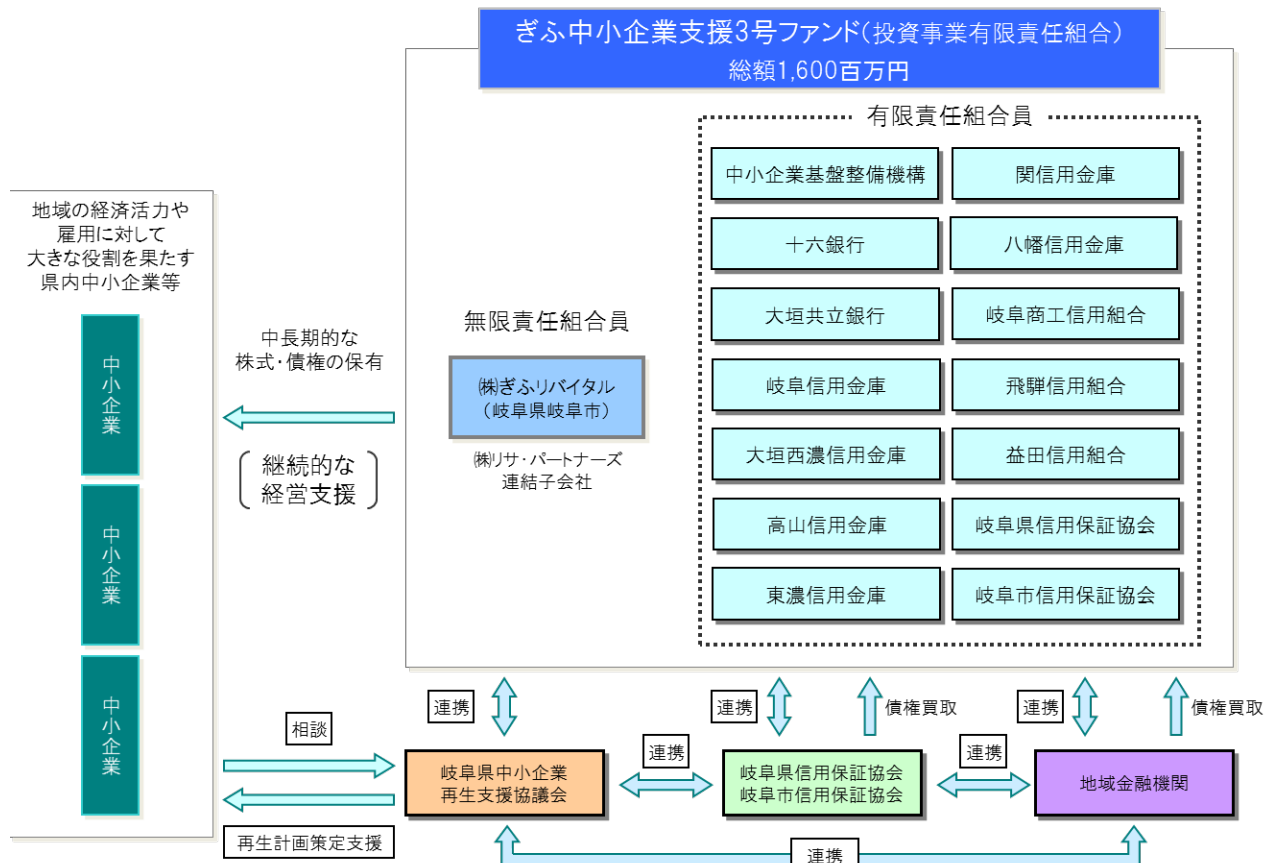 ぎふ中小企業支援3号ファンド（投資事業有限責任組合）
総額1,600百万円
有限責任組合員
中小企業基盤整備機構
関信用金庫
十六銀行
八幡信用金庫
大垣共立銀行
岐阜商工信用組合
岐阜信用金庫
飛騨信用組合
大垣西濃信用金庫
益田信用組合
高山信用金庫
岐阜県信用保証協会
東濃信用金庫
岐阜市信用保証協会
無限責任組合員
㈱ぎふリバイタル
（岐阜県岐阜市）
㈱リサ・パートナーズ
連結子会社
地域の経済活力や
雇用に対して
大きな役割を果たす
県内中小企業等
中小企業
中小企業
中小企業
中長期的な
株式・債権の保有
継続的な
経営支援
連携
連携
債権買取
連携
債権買取
相談
再生計画策定支援
岐阜県中小企業
再生支援協議会
連携
岐阜県信用保証協会
岐阜市信用保証協会
連携
地域金融機関
連携